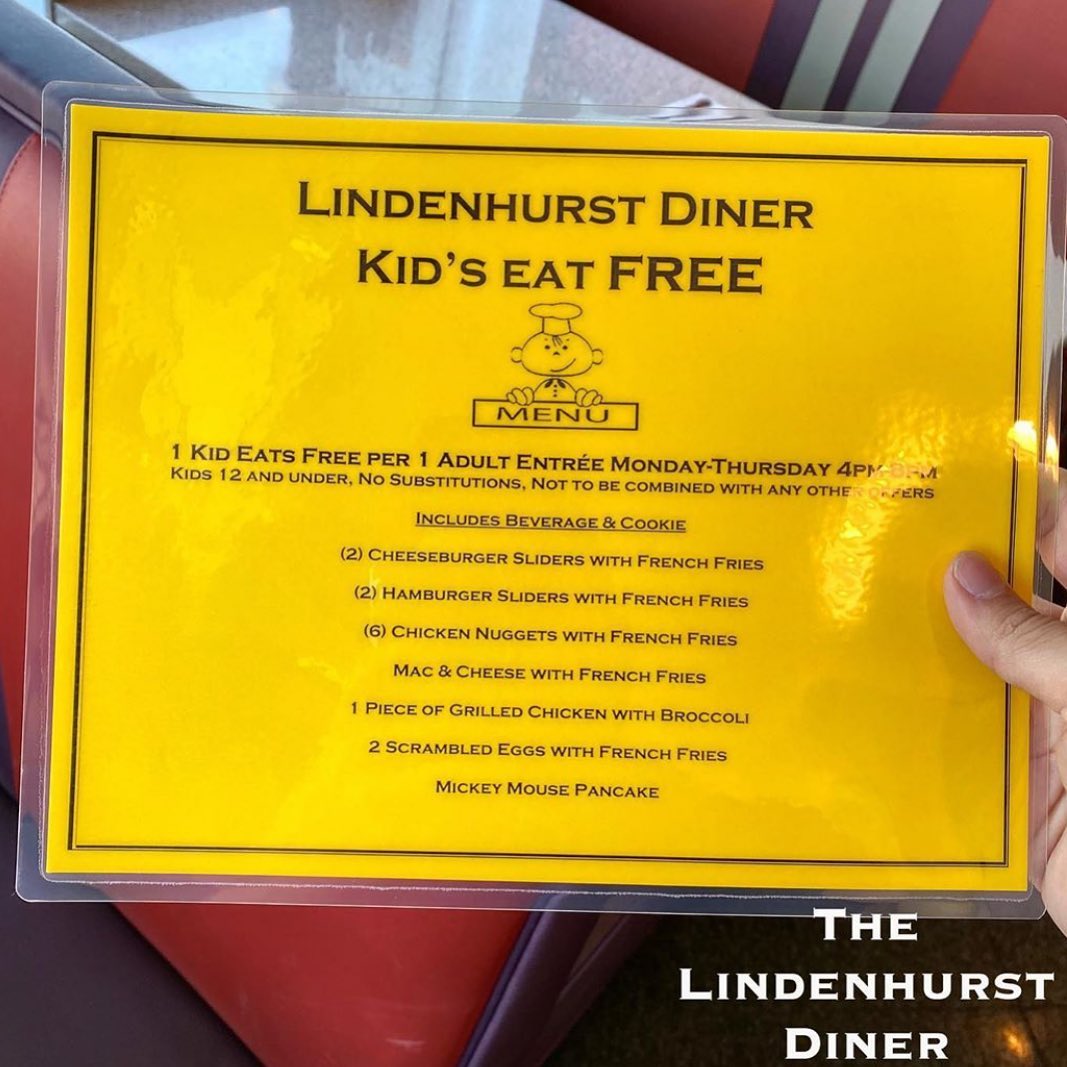 Lindenhurst Diner
Kid's eat FREE
MENU
1 Kid Eats Free per 1 Adult Entrée Monday-Thursday 4pm-8pm
Kids 12 and under, No Substitutions, Not to be combined with any other offers
Includes Beverage & Cookie
(2) Cheeseburger Sliders with French Fries
(2) Hamburger Sliders with French Fries
(6) Chicken Nuggets with French Fries
Mac & Cheese with French Fries
1 Piece of Grilled Chicken with Broccoli
2 Scrambled Eggs with French Fries
Mickey Mouse Pancake
The
Lindenhurst
Diner